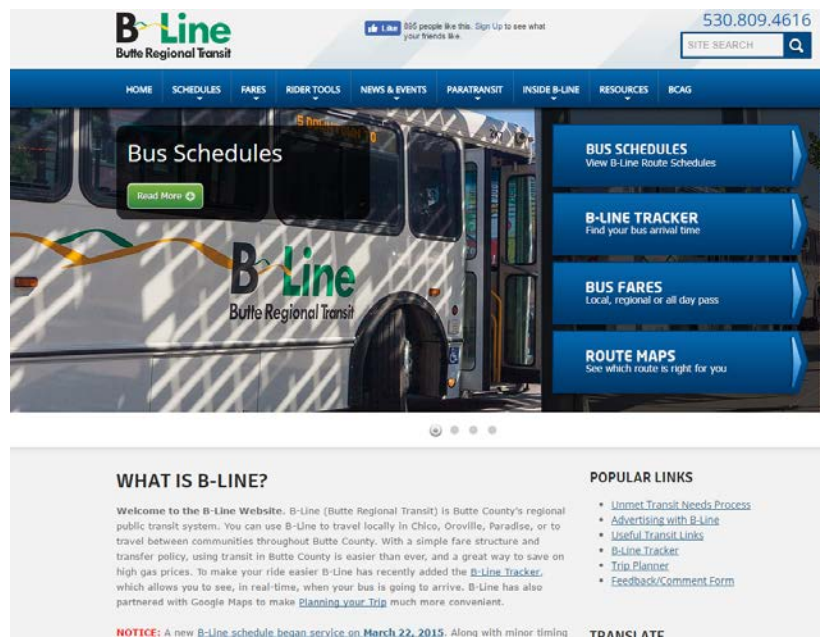 B-Line
Butte Regional Transit
Like
895 people like this. Sign Up to see what
your friends like.
530.809.4616
SITE SEARCH
HOME SCHEDULES FARES RIDER TOOLS NEWS & EVENTS PARATRANSIT INSIDE B-LINE RESOURCES BCAG
Bus Schedules
Read More
B Line
Butte Regional Transit
BUS SCHEDULES
View B-Line Route Schedules
B-LINE TRACKER
Find your bus arrival time
BUS FARES
Local, regional or all day pass
ROUTE MAPS
See which route is right for you
WHAT IS B-LINE?
Welcome to the B-Line Website. B-Line (Butte Regional Transit) is Butte County's regional
public transit system. You can use B-Line to travel locally in Chico, Oroville, Paradise, or to
travel between communities throughout Butte County. With a simple fare structure and
transfer policy, using transit in Butte County is easier than ever, and a great way to save on
high gas prices. To make your ride easier B-Line has recently added the B-Line Tracker,
which allows you to see, in real-time, when your bus is going to arrive. B-Line has also
partnered with Google Maps to make Planning your Trip much more convenient.
NOTICE: A new B-Line schedule began service on March 22, 2015. Along with minor timing
POPULAR LINKS
Unmet Transit Needs Process
Advertising with B-Line
Useful Transit Links
B-Line Tracker
Trip Planner
Feedback/Comment Form
TRANSLATE